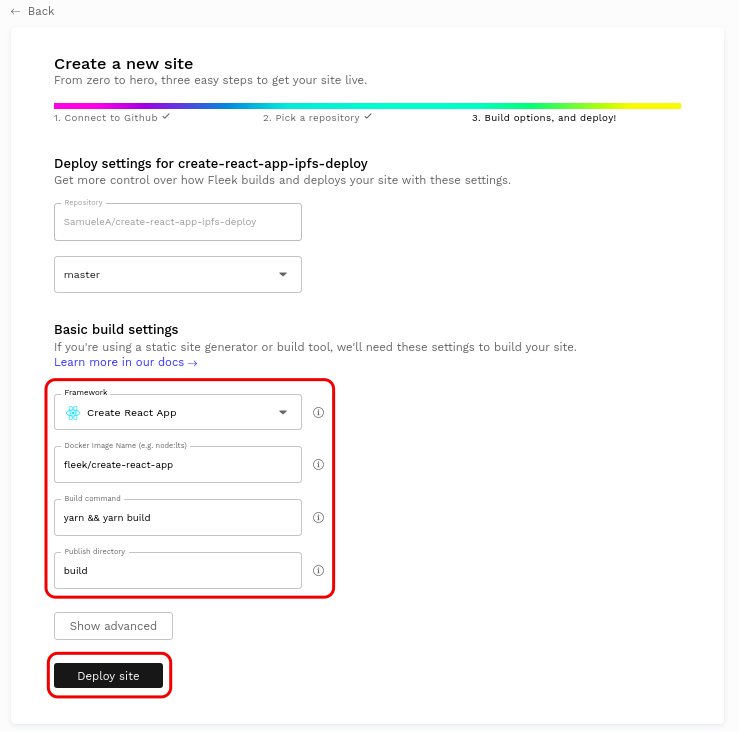 ← Back
Create a new site
From zero to hero, three easy steps to get your site live.
1. Connect to Github ✓
2. Pick a repository ✓
3. Build options, and deploy!
Deploy settings for create-react-app-ipfs-deploy
Get more control over how Fleek builds and deploys your site with these settings.
Repository
SamueleA/create-react-app-ipfs-deploy
master
Basic build settings
If you're using a static site generator or build tool, we'll need these settings to build your site.
Learn more in our docs →
Framework
Create React App
Docker Image Name (e.g. node:lts)
fleek/create-react-app
Build command
yarn && yarn build
Publish directory
build
Show advanced
Deploy site